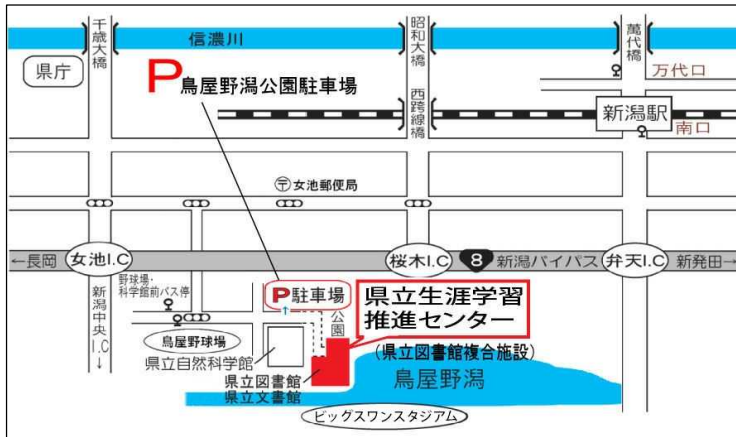 千歳大橋
信濃川
昭和大橋
萬代橋
県庁
P鳥屋野潟公園駐車場
西跨線橋
万代口
新潟駅
南口
〒女池郵便局
←長岡
女池I.C
桜木I.C
8
新潟バイパス
弁天I.C
新発田→
新潟中央I.C→
野球場・
科学館前バス停
P駐車場
公園
県立生涯学習
推進センター
(県立図書館複合施設)
鳥屋野球場
県立自然科学館
県立図書館
県立文書館
鳥屋野潟
ビッグスワンスタジアム